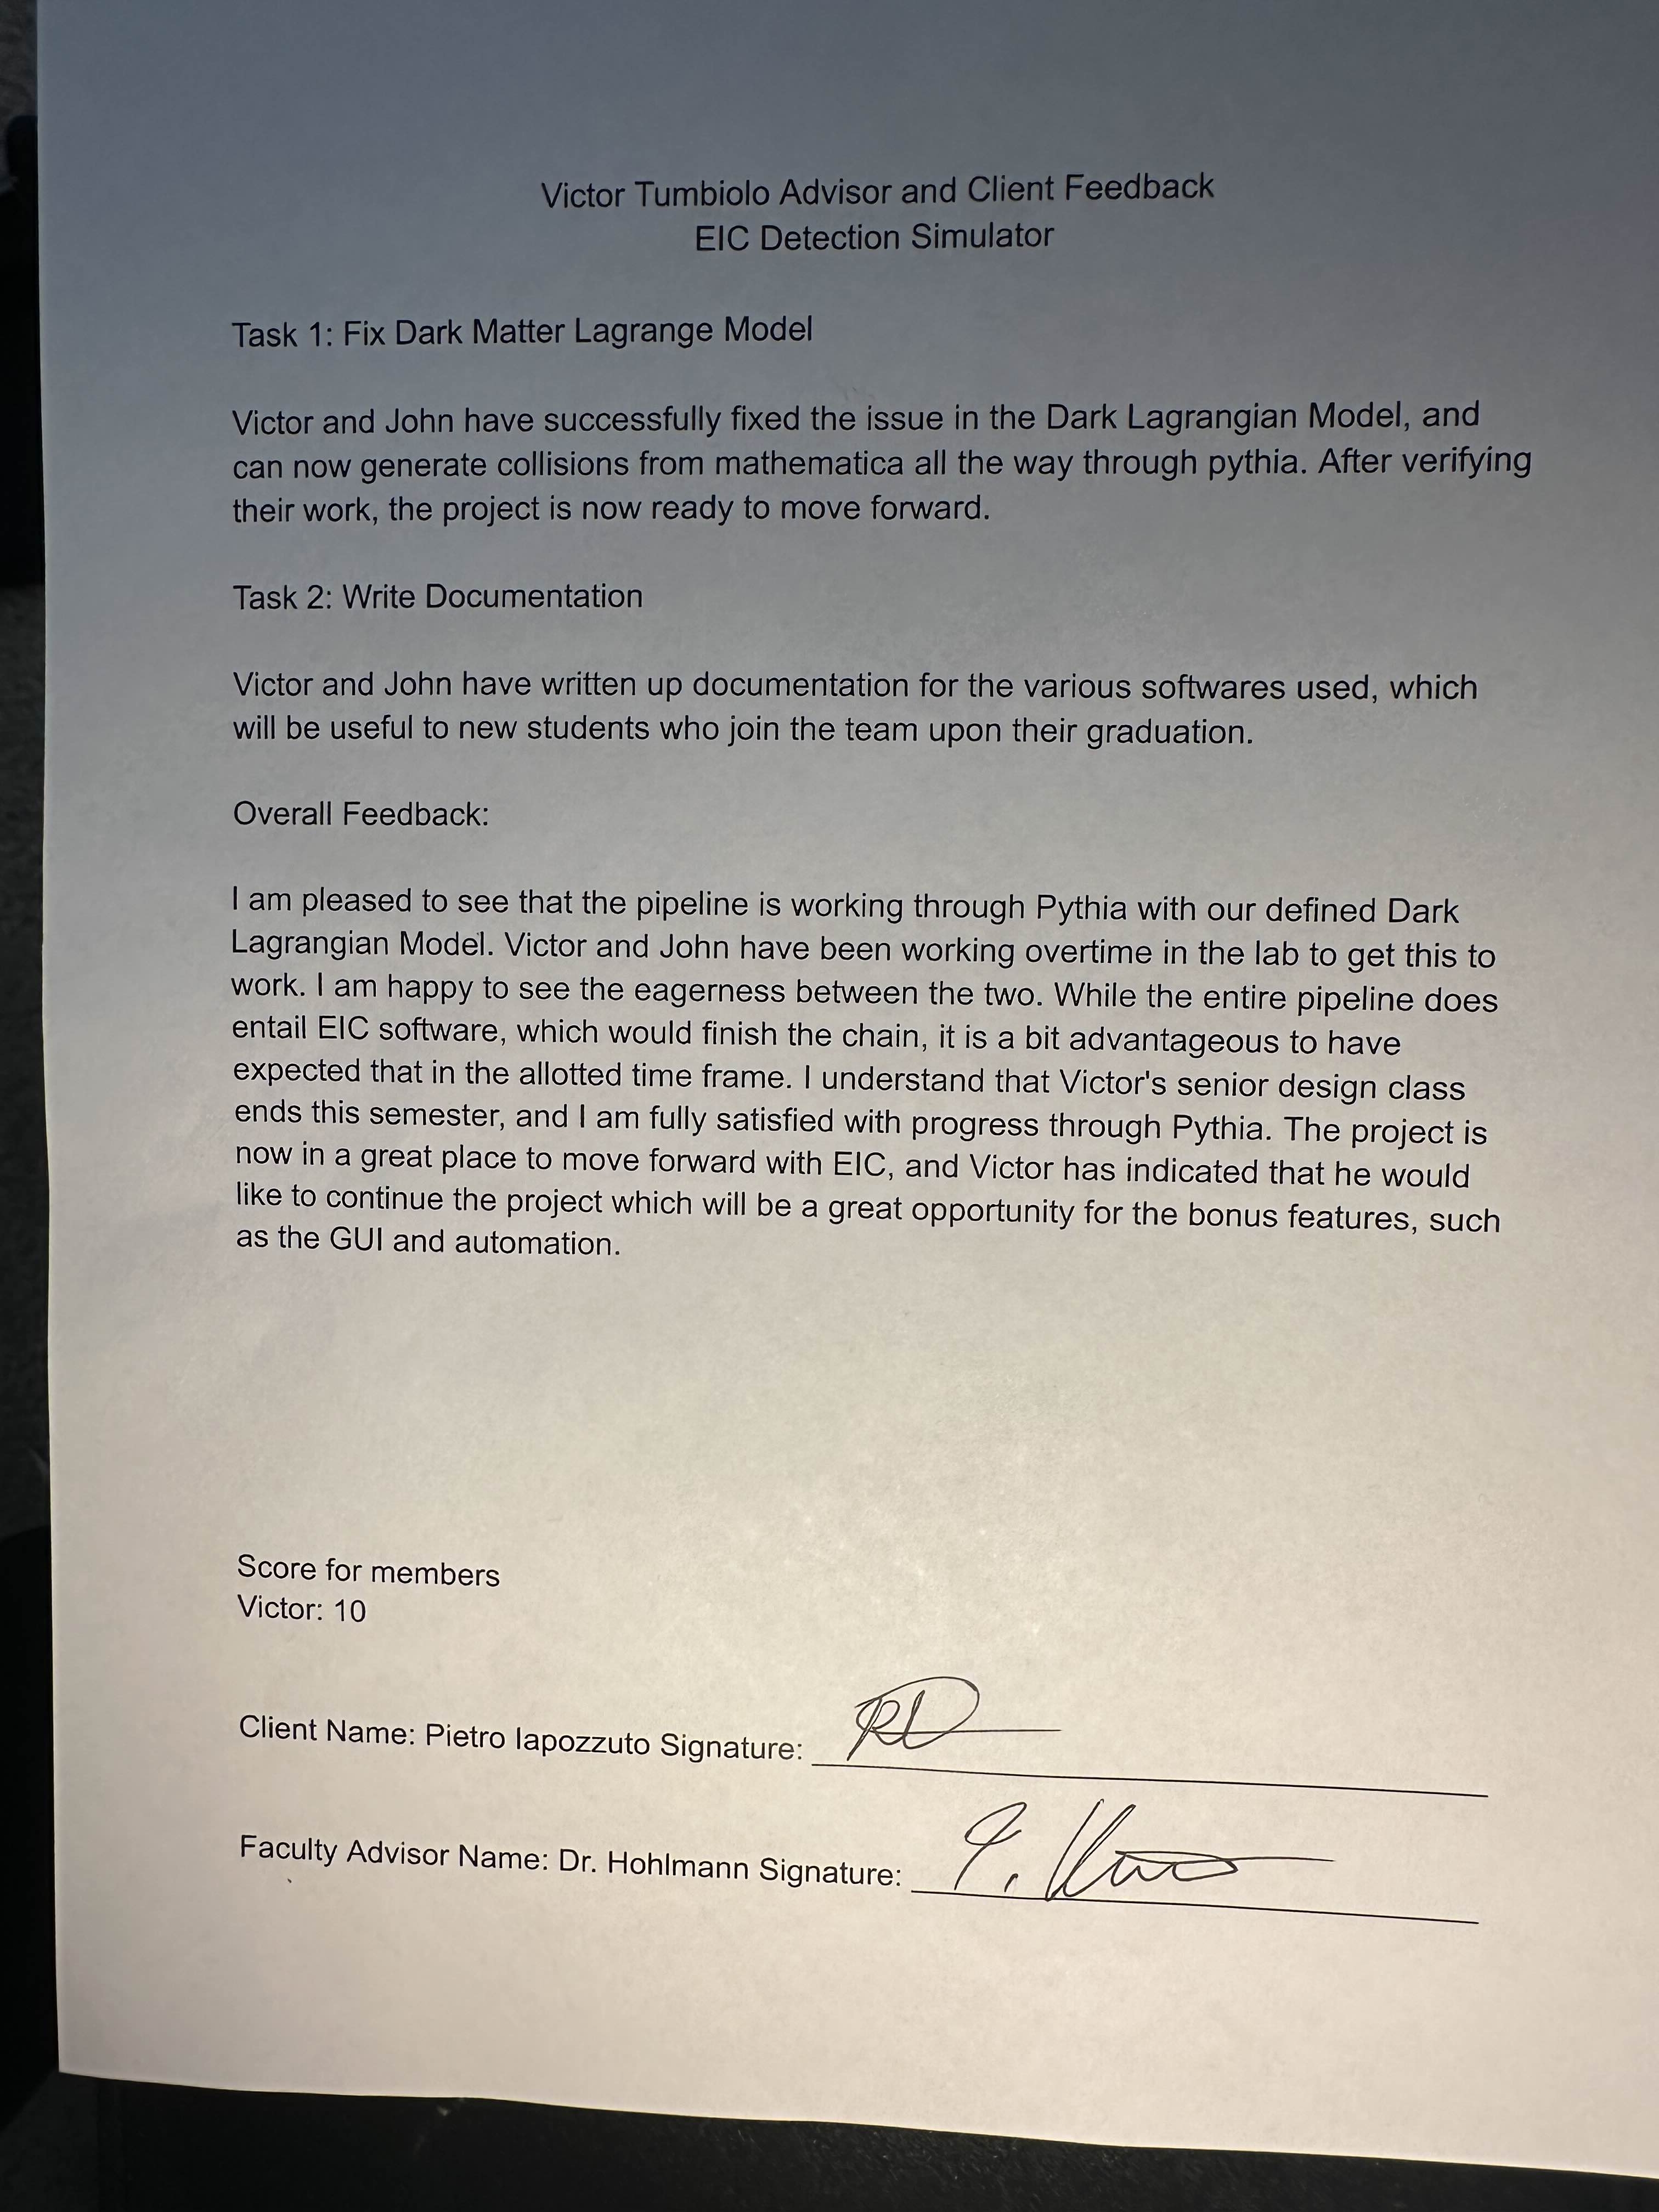 Victor Tumbiolo Advisor and Client Feedback
EIC Detection Simulator
Task 1: Fix Dark Matter Lagrange Model
Victor and John have successfully fixed the issue in the Dark Lagrangian Model, and
can now generate collisions from mathematica all the way through pythia. After verifying
their work, the project is now ready to move forward.
Task 2: Write Documentation
Victor and John have written up documentation for the various softwares used, which
will be useful to new students who join the team upon their graduation.
Overall Feedback:
I am pleased to see that the pipeline is working through Pythia with our defined Dark
Lagrangian Model. Victor and John have been working overtime in the lab to get this to
work. I am happy to see the eagerness between the two. While the entire pipeline does
entail EIC software, which would finish the chain, it is a bit advantageous to have
expected that in the allotted time frame. I understand that Victor's senior design class
ends this semester, and I am fully satisfied with progress through Pythia. The project is
now in a great place to move forward with EIC, and Victor has indicated that he would
like to continue the project which will be a great opportunity for the bonus features, such
as the GUI and automation.
Score for members
Victor: 10
Client Name: Pietro Iapozzuto Signature:
Faculty Advisor Name: Dr. Hohlmann Signature: